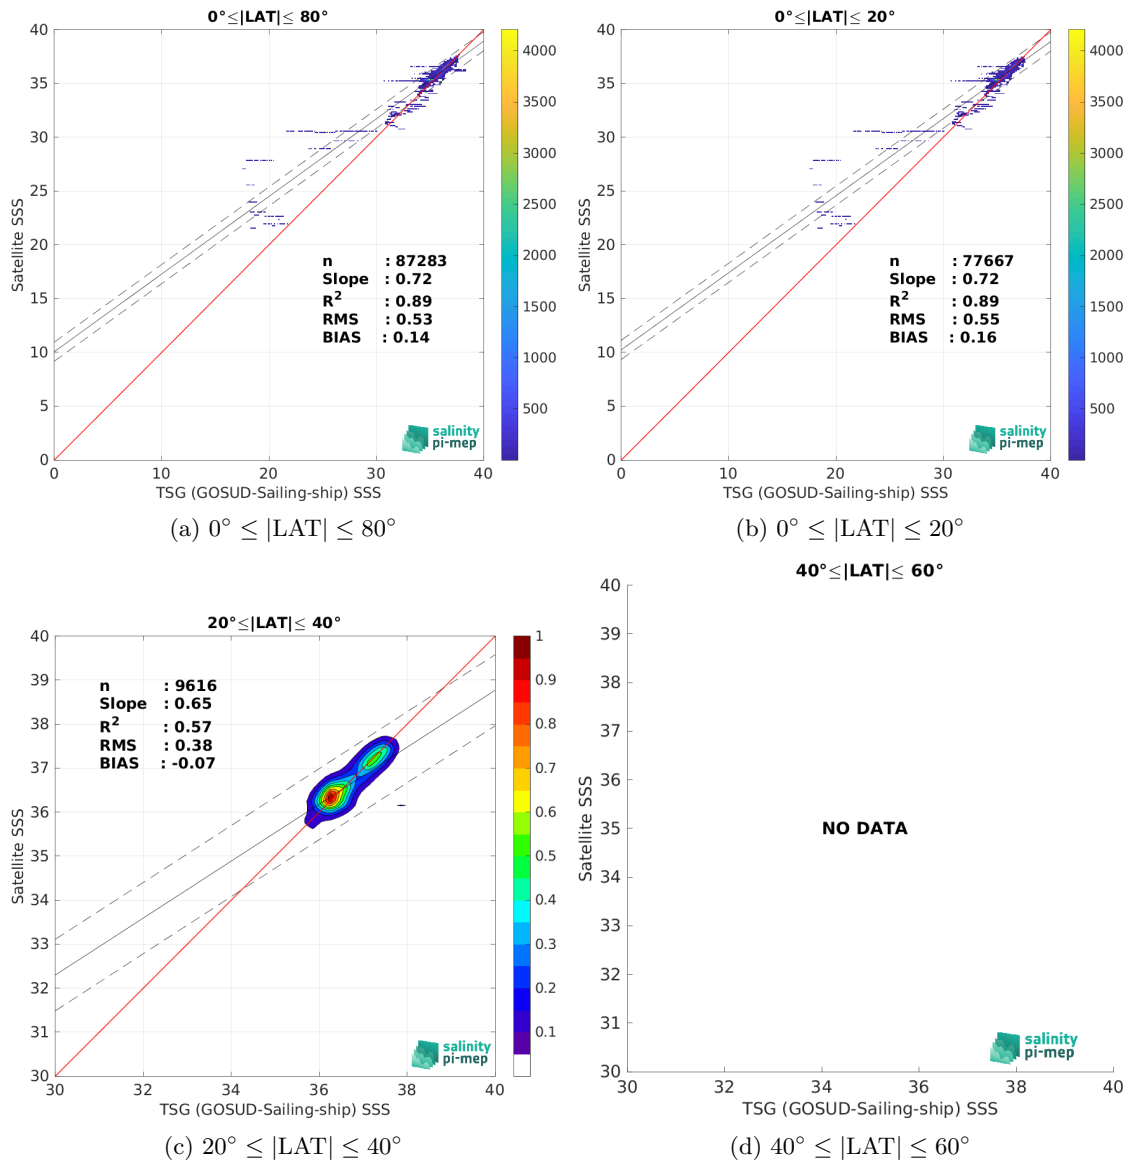 0°≤|LAT|≤ 80°
40
35
30
25
20
15
10
5
0
Satellite SSS
n : 87283
Slope : 0.72
R² : 0.89
RMS : 0.53
BIAS : 0.14
salinity
pi-mep
0 10 20 30 40
TSG (GOSUD-Sailing-ship) SSS
4000
3500
3000
2500
2000
1500
1000
500
(a) 0° ≤ |LAT| ≤ 80°
0°≤|LAT|≤ 20°
40
35
30
25
20
15
10
5
0
Satellite SSS
n : 77667
Slope : 0.72
R² : 0.89
RMS : 0.55
BIAS : 0.16
salinity
pi-mep
0 10 20 30 40
TSG (GOSUD-Sailing-ship) SSS
4000
3500
3000
2500
2000
1500
1000
500
(b) 0° ≤ |LAT| ≤ 20°
20°≤|LAT|≤ 40°
40
39
38
37
36
35
34
33
32
31
30
Satellite SSS
n : 9616
Slope : 0.65
R² : 0.57
RMS : 0.38
BIAS : -0.07
salinity
pi-mep
30 32 34 36 38 40
TSG (GOSUD-Sailing-ship) SSS
1
0.9
0.8
0.7
0.6
0.5
0.4
0.3
0.2
0.1
(c) 20° ≤ |LAT| ≤ 40°
40°≤|LAT|≤ 60°
40
39
38
37
36
35
34
33
32
31
30
Satellite SSS
NO DATA
salinity
pi-mep
30 32 34 36 38 40
TSG (GOSUD-Sailing-ship) SSS
(d) 40° ≤ |LAT| ≤ 60°